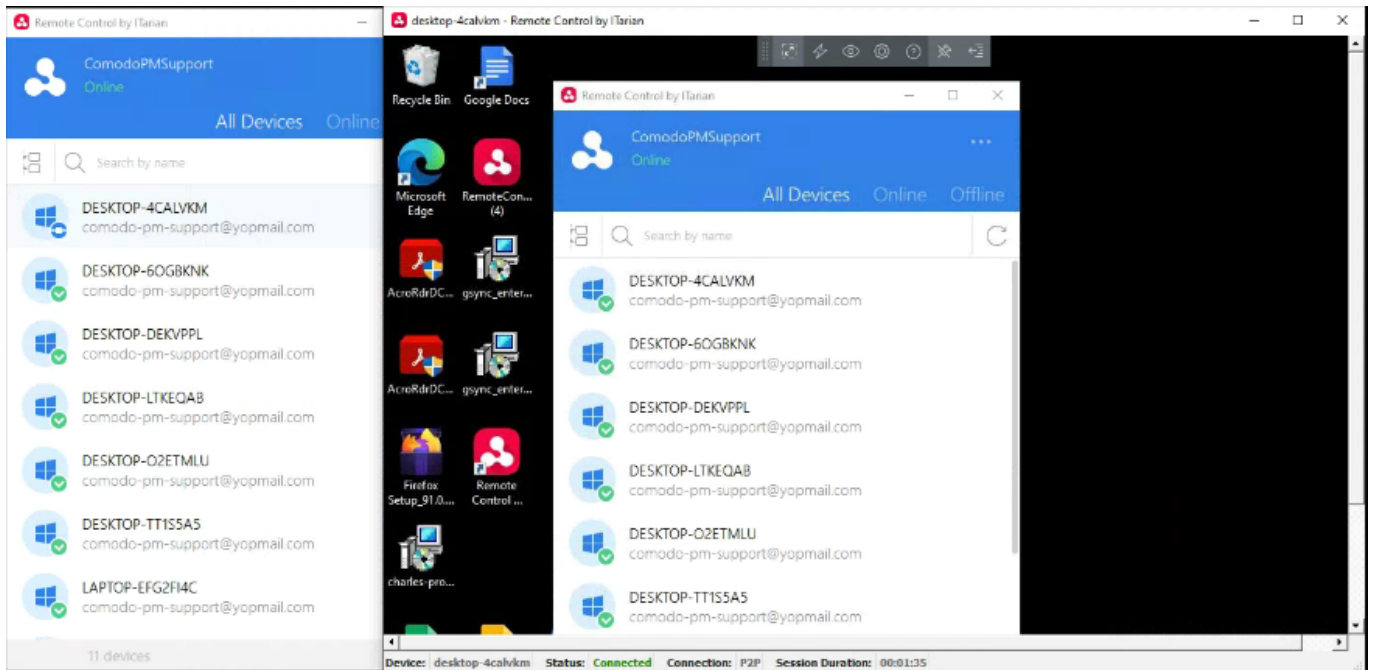 Remote Control by ITarian
ComodoPMSupport
Online
All Devices Online
Search by name
DESKTOP-4CALVKM
comodo-pm-support@yopmail.com
DESKTOP-6OGBKNK
comodo-pm-support@yopmail.com
DESKTOP-DEKVPPL
comodo-pm-support@yopmail.com
DESKTOP-LTKEQAB
comodo-pm-support@yopmail.com
DESKTOP-O2ETMLU
comodo-pm-support@yopmail.com
DESKTOP-TT1S5A5
comodo-pm-support@yopmail.com
LAPTOP-EFG2FI4C
comodo-pm-support@yopmail.com
11 devices
desktop-4calvkm - Remote Control by ITarian
Recycle Bin
Google Docs
Microsoft
Edge
RemoteCon...
(4)
AcroRdrDC...
gsync_enter...
AcroRdrDC...
gsync_enter...
Firefox
Setup_91.0....
Remote
Control ...
charles-pro...
Remote Control by ITarian
ComodoPMSupport
Online
All Devices Online Offline
Search by name
DESKTOP-4CALVKM
comodo-pm-support@yopmail.com
DESKTOP-6OGBKNK
comodo-pm-support@yopmail.com
DESKTOP-DEKVPPL
comodo-pm-support@yopmail.com
DESKTOP-LTKEQAB
comodo-pm-support@yopmail.com
DESKTOP-O2ETMLU
comodo-pm-support@yopmail.com
DESKTOP-TT1S5A5
comodo-pm-support@yopmail.com
Device: desktop-4calvkm Status: Connected Connection: P2P Session Duration: 00:01:35